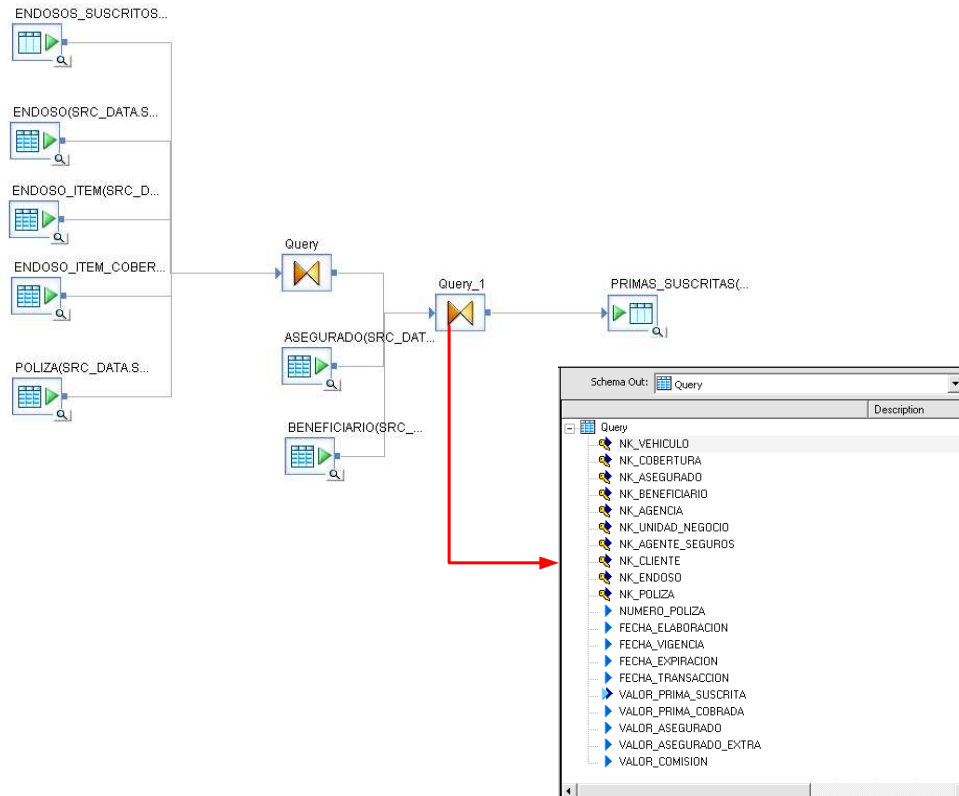 ENDOSOS_SUSCRITOS...
ENDOSO(SRC_DATA.S...
ENDOSO_ITEM(SRC_D...
ENDOSO_ITEM_COBER...
POLIZA(SRC_DATA.S...
Query
ASEGURADO(SRC_DAT...
BENEFICIARIO(SRC_...
Query_1
PRIMAS_SUSCRITAS(...
Schema Out: Query
Description
Query
NK_VEHICULO
NK_COBERTURA
NK_ASEGURADO
NK_BENEFICIARIO
NK_AGENCIA
NK_UNIDAD_NEGOCIO
NK_AGENTE_SEGUROS
NK_CLIENTE
NK_ENDOSO
NK_POLIZA
NUMERO_POLIZA
FECHA_ELABORACION
FECHA_VIGENCIA
FECHA_EXPIRACION
FECHA_TRANSACCION
VALOR_PRIMA_SUSCRITA
VALOR_PRIMA_COBRADA
VALOR_ASEGURADO
VALOR_ASEGURADO_EXTRA
VALOR_COMISION